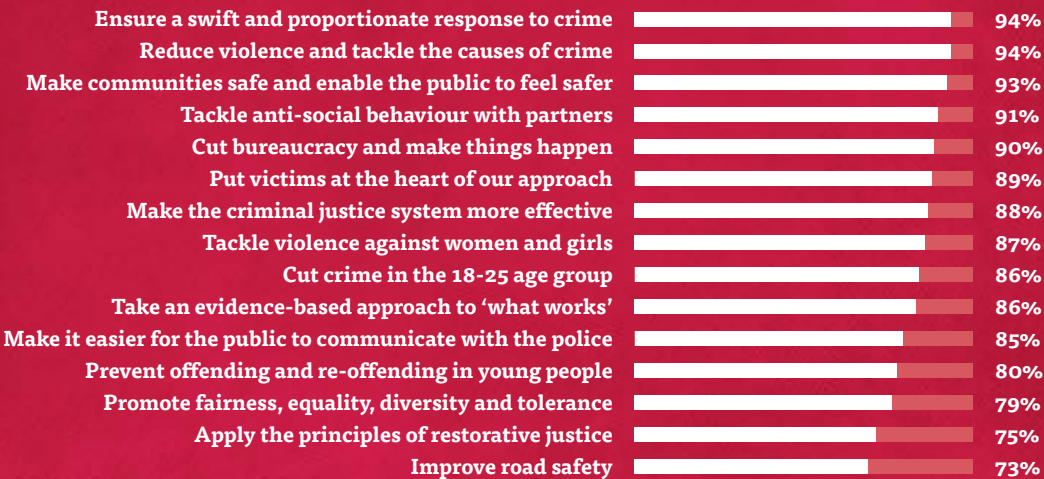 Ensure a swift and proportionate response to crime 94%
Reduce violence and tackle the causes of crime 94%
Make communities safe and enable the public to feel safer 93%
Tackle anti-social behaviour with partners 91%
Cut bureaucracy and make things happen 90%
Put victims at the heart of our approach 89%
Make the criminal justice system more effective 88%
Tackle violence against women and girls 87%
Cut crime in the 18-25 age group 86%
Take an evidence-based approach to ‘what works’ 86%
Make it easier for the public to communicate with the police 85%
Prevent offending and re-offending in young people 80%
Promote fairness, equality, diversity and tolerance 79%
Apply the principles of restorative justice 75%
Improve road safety 73%